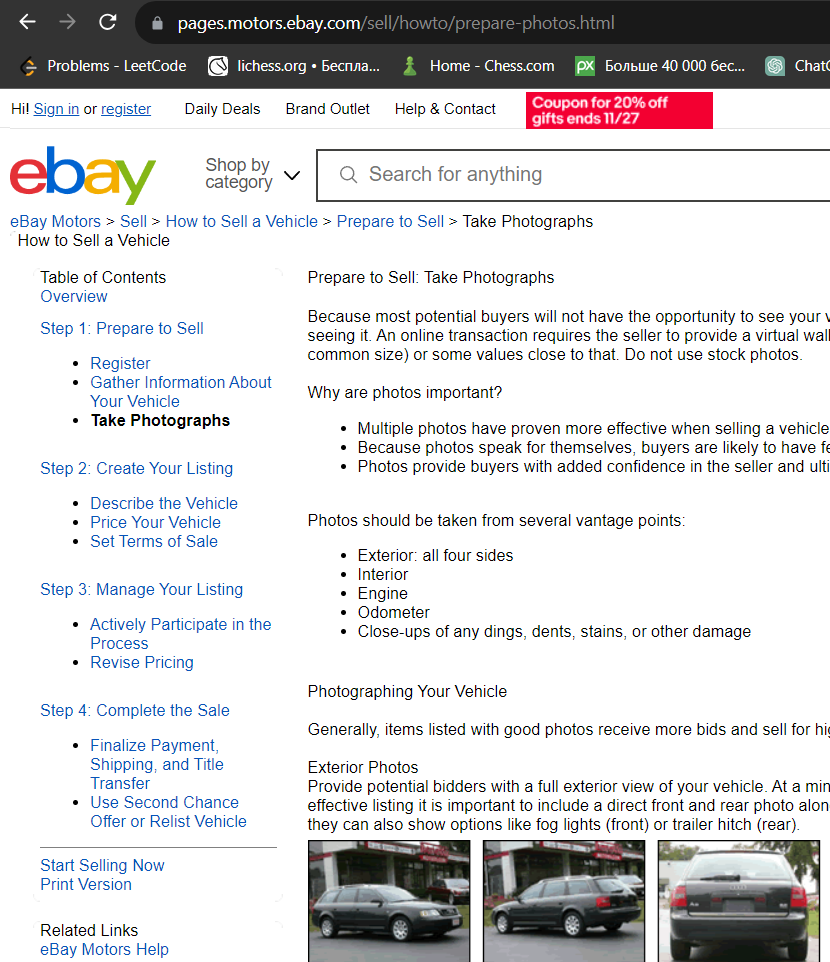 pages.motors.ebay.com/sell/howto/prepare-photos.html
Problems - LeetCode
lichess.org • Беспла...
Home - Chess.com
px
Больше 40 000 бес...
ChatG
Hi! Sign in or register
Daily Deals
Brand Outlet
Help & Contact
Coupon for 20% off
gifts ends 11/27
ebay
Shop by
category
Search for anything
eBay Motors > Sell > How to Sell a Vehicle > Prepare to Sell > Take Photographs
How to Sell a Vehicle
Table of Contents
Overview
Step 1: Prepare to Sell
• Register
• Gather Information About
Your Vehicle
• Take Photographs
Step 2: Create Your Listing
• Describe the Vehicle
• Price Your Vehicle
• Set Terms of Sale
Step 3: Manage Your Listing
• Actively Participate in the
Process
• Revise Pricing
Step 4: Complete the Sale
• Finalize Payment,
Shipping, and Title
Transfer
• Use Second Chance
Offer or Relist Vehicle
Start Selling Now
Print Version
Related Links
eBay Motors Help
Prepare to Sell: Take Photographs
Because most potential buyers will not have the opportunity to see your v
seeing it. An online transaction requires the seller to provide a virtual wall
common size) or some values close to that. Do not use stock photos.
Why are photos important?
• Multiple photos have proven more effective when selling a vehicle
• Because photos speak for themselves, buyers are likely to have fe
• Photos provide buyers with added confidence in the seller and ulti
Photos should be taken from several vantage points:
• Exterior: all four sides
• Interior
• Engine
• Odometer
• Close-ups of any dings, dents, stains, or other damage
Photographing Your Vehicle
Generally, items listed with good photos receive more bids and sell for hig
Exterior Photos
Provide potential bidders with a full exterior view of your vehicle. At a min
effective listing it is important to include a direct front and rear photo alon
they can also show options like fog lights (front) or trailer hitch (rear).